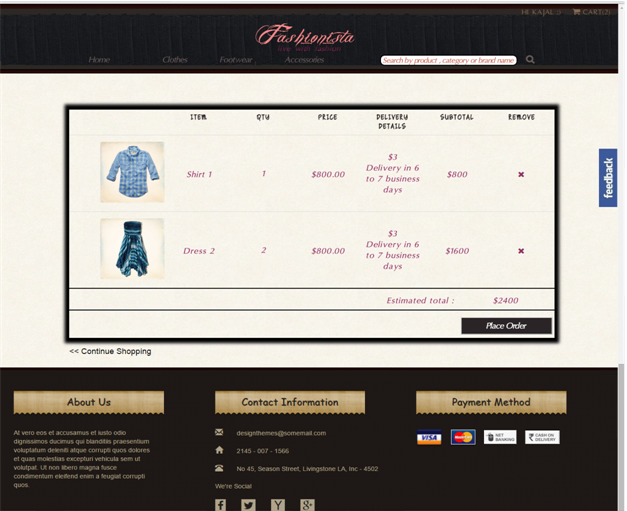 HI, KAJAL CART(2)
Fashionista
live with fashion
Home Clothes Footwear , Accessories Search by product , category or brand name
ITEM QTY PRICE DELIVERY DETAILS SUBTOTAL REMOVE
Shirt 1 1 $800.00 $3 Delivery in 6 to 7 business days $800
Dress 2 2 $800.00 $3 Delivery in 6 to 7 business days $1600
Estimated total : $2400
Place Order
<< Continue Shopping
feedback
About Us
At vero eos et accusamus et iusto odio
dignissimos ducimus qui blanditiis praesentium
voluptatum deleniti atque corrupti quos dolores
et quas molestias excepturi vehicula sem ut
volutpat. Ut non libero magna fusce
condimentum eleifend enim a feugiat corrupti
quos.
Contact Information
designthemes@somemail.com
2145 - 007 - 1566
No 45, Season Street, Livingstone LA, Inc - 4502
We're Social
f Y g+
Payment Method
VISA MasterCard NET BANKING CASH ON DELIVERY